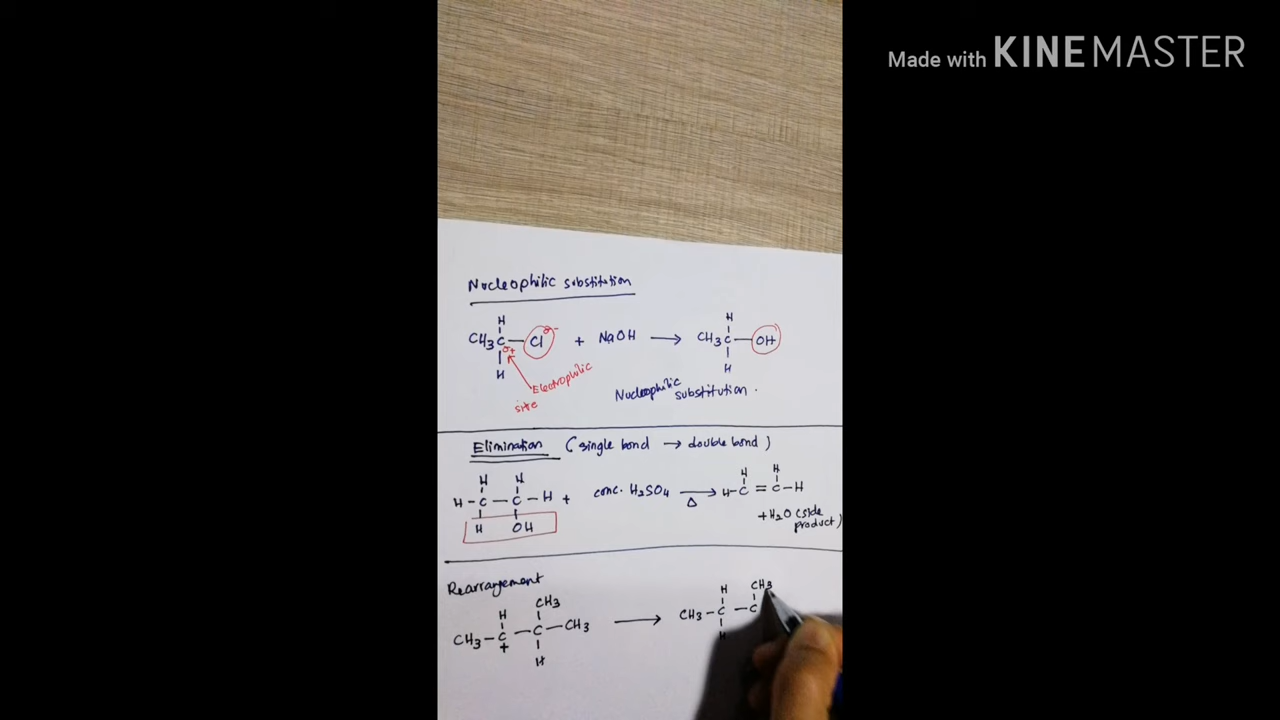 Made with KINEMASTER
Nucleophilic substitution
H H
CH3C - Cl + NaOH → CH3C - OH
σ+ σ-
H H
Electrophilic
site
Nucleophilic
substitution.
Elimination (single bond → double bond)
H H H H
H - C - C - H + conc. H2SO4 → H - C = C - H
Δ
H OH
+ H2O (side
product)
Rearrangement
H CH3 H CH3
CH3 - C - C - CH3 → CH3 - C - C
+ H H